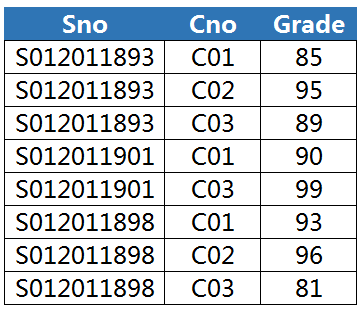 Sno Cno Grade
S012011893 C01 85
S012011893 C02 95
S012011893 C03 89
S012011901 C01 90
S012011901 C03 99
S012011898 C01 93
S012011898 C02 96
S012011898 C03 81